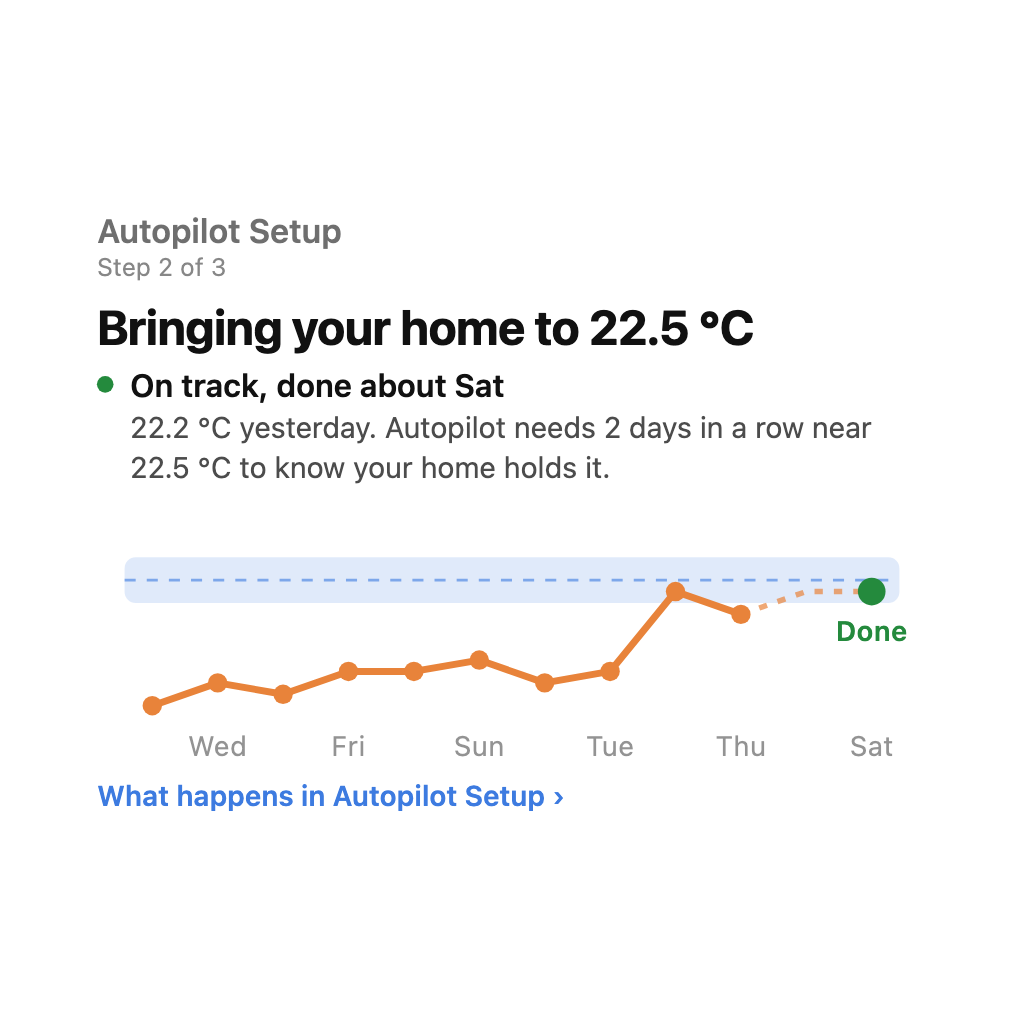 Autopilot Setup
Step 2 of 3
Bringing your home to 22.5 °C
On track, done about Sat
22.2 °C yesterday. Autopilot needs 2 days in a row near
22.5 °C to know your home holds it.
Done
Wed Fri Sun Tue Thu Sat
What happens in Autopilot Setup ›